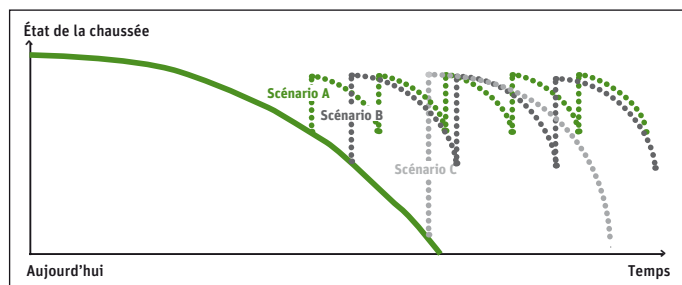 État de la chaussée
Scénario A
Scénario B
Scénario C
Aujourd'hui
Temps